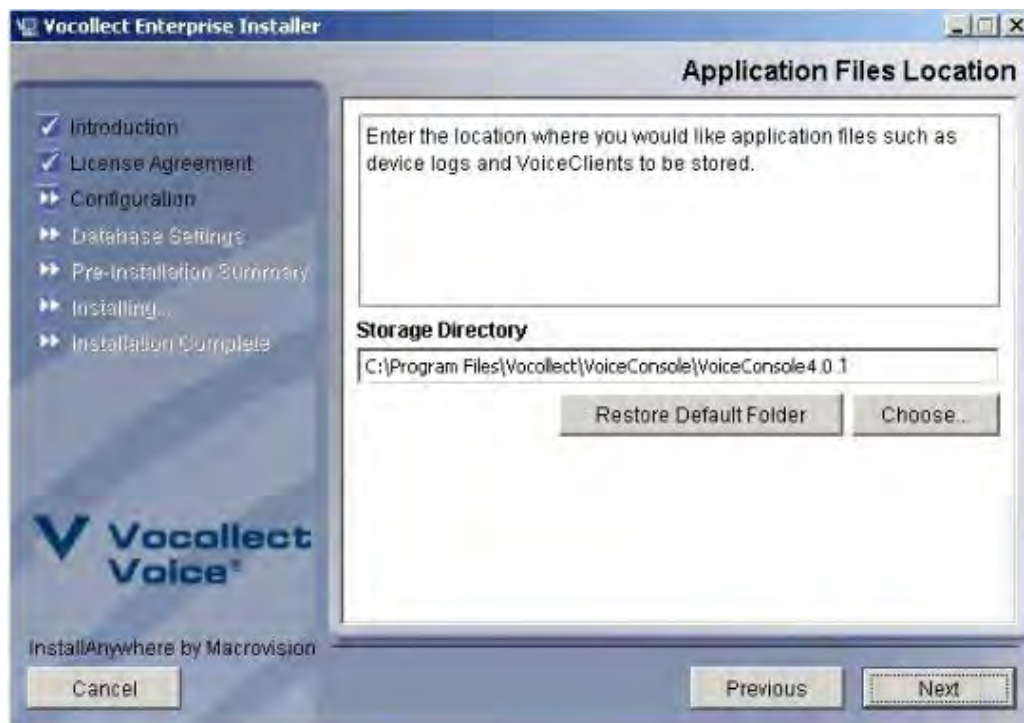 Vocollect Enterprise Installer
Application Files Location
Introduction
License Agreement
Configuration
Database Settings
Pre-Installation Summary
Installing...
Installation Complete
Enter the location where you would like application files such as
device logs and VoiceClients to be stored.
Storage Directory
C:\Program Files\Vocollect\VoiceConsole\VoiceConsole4.0.1
Restore Default Folder
Choose...
V Vocollect
Voice®
InstallAnywhere by Macrovision
Cancel
Previous
Next